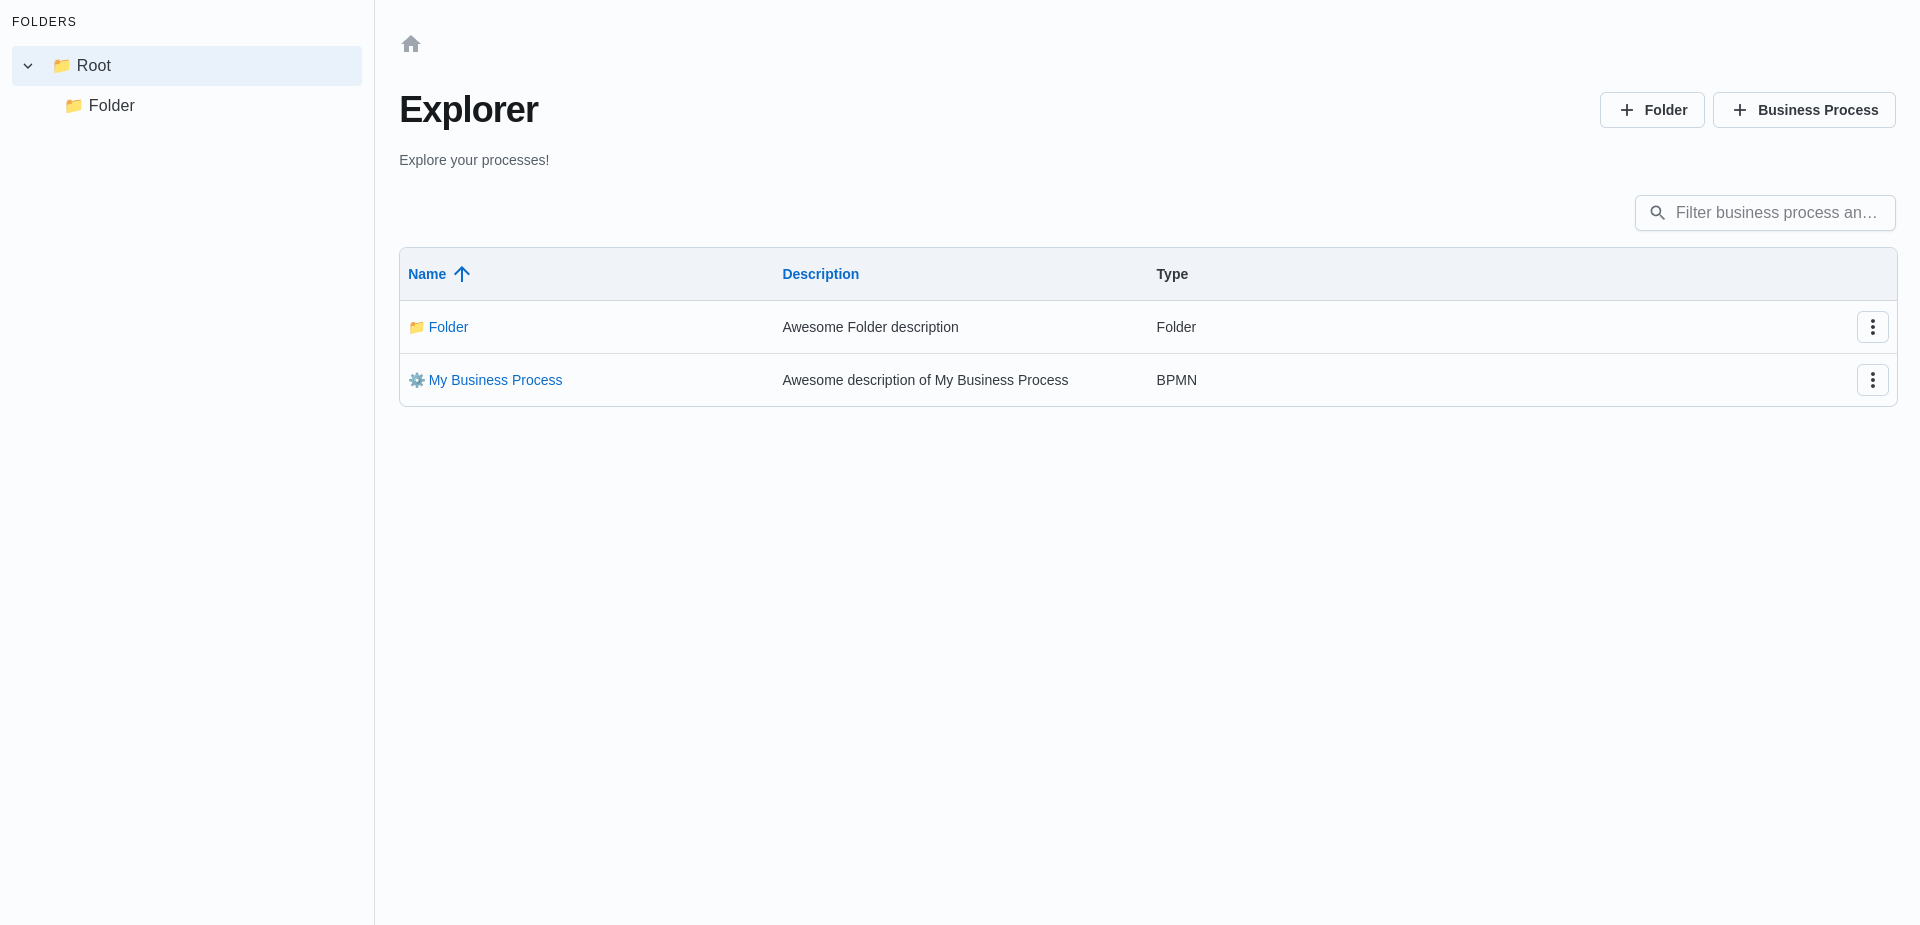 FOLDERS
📁 Root
📁 Folder
Explorer
Folder
Business Process
Explore your processes!
Filter business process an…
Name Description Type
📁 Folder Awesome Folder description Folder
⚙️ My Business Process Awesome description of My Business Process BPMN